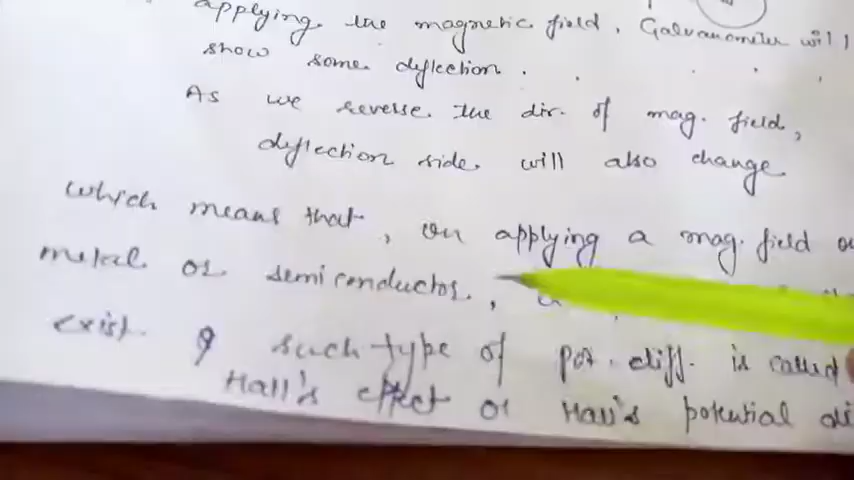 applying the magnetic field, Galvanometer will
show some deflection.
As we reverse the dir. of mag. field,
deflection side will also change
which means that, on applying a mag. field
metal or semiconductor, a
exist. & such type of pot. diff. is called
Hall's effect or Hall's potential